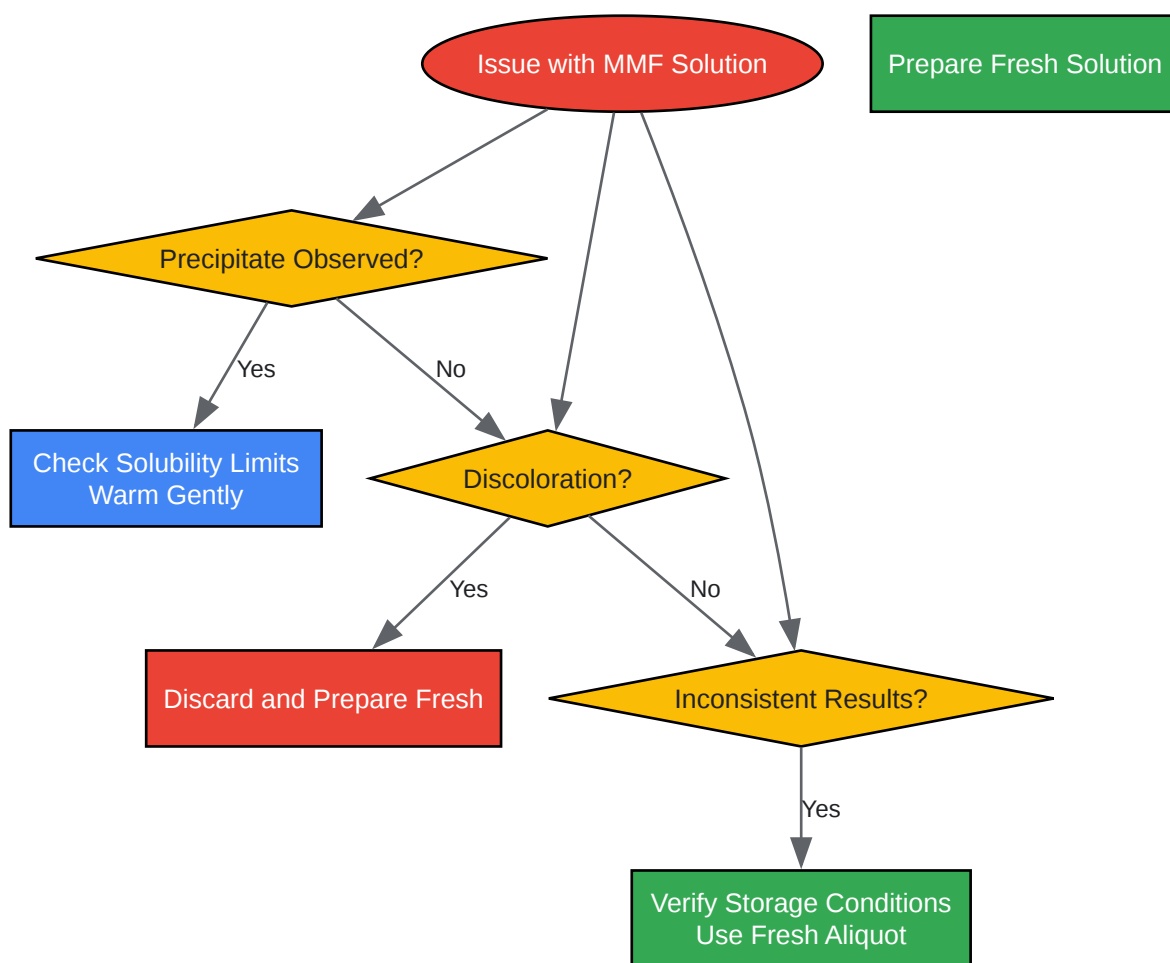 Issue with MMF Solution
Prepare Fresh Solution
Precipitate Observed?
Yes
No
Check Solubility Limits
Warm Gently
Discoloration?
Yes
No
Discard and Prepare Fresh
Inconsistent Results?
Yes
Verify Storage Conditions
Use Fresh Aliquot